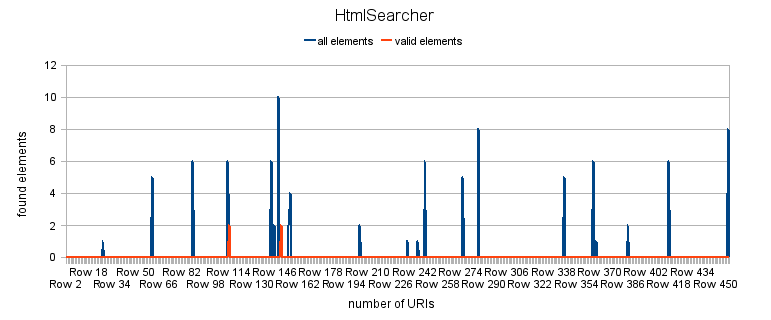 HtmlSearcher
all elements valid elements
found elements
12
10
8
6
4
2
0
Row 18 Row 50 Row 82 Row 114 Row 146 Row 178 Row 210 Row 242 Row 274 Row 306 Row 338 Row 370 Row 402 Row 434
Row 2 Row 34 Row 66 Row 98 Row 130 Row 162 Row 194 Row 226 Row 258 Row 290 Row 322 Row 354 Row 386 Row 418 Row 450
number of URIs